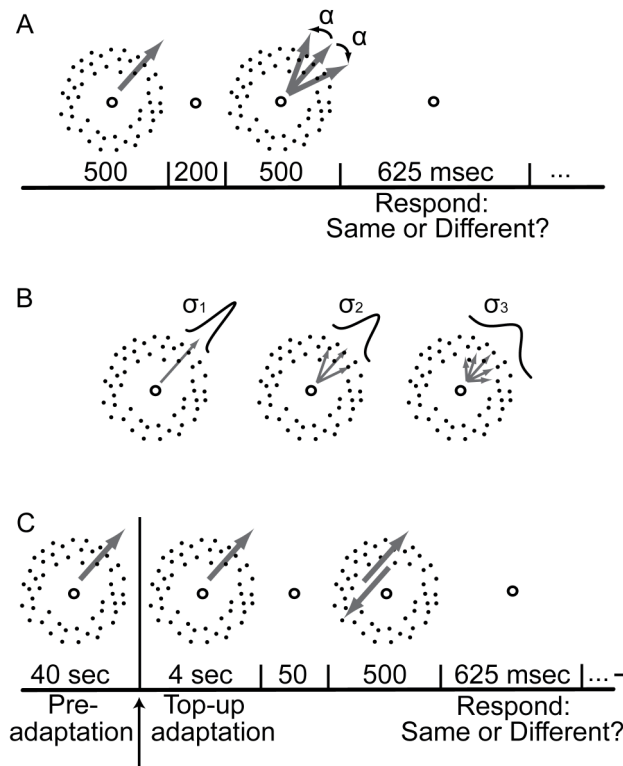 A
α
α
500 200 500 625 msec ...
Respond:
Same or Different?
B
σ1 σ2 σ3
C
40 sec 4 sec 50 500 625 msec ...
Pre- Top-up Respond:
adaptation adaptation Same or Different?